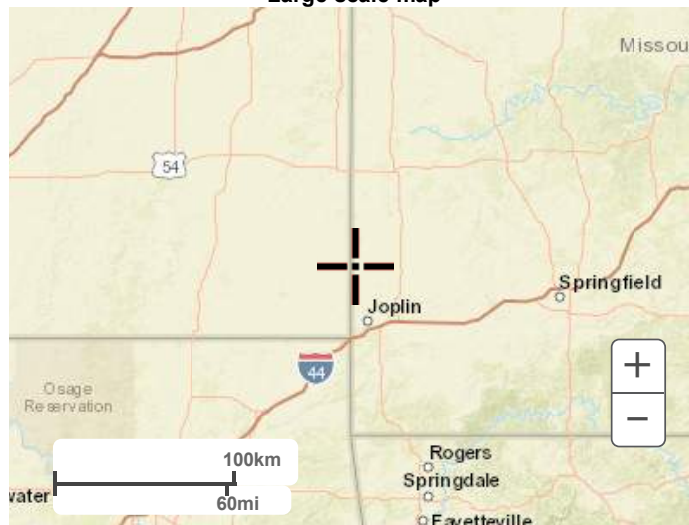 Large scale map
Missou
54
Springfield
Joplin
44
+
Osage
Reservation
−
100km
Rogers
Springdale
water
60mi
Fayetteville